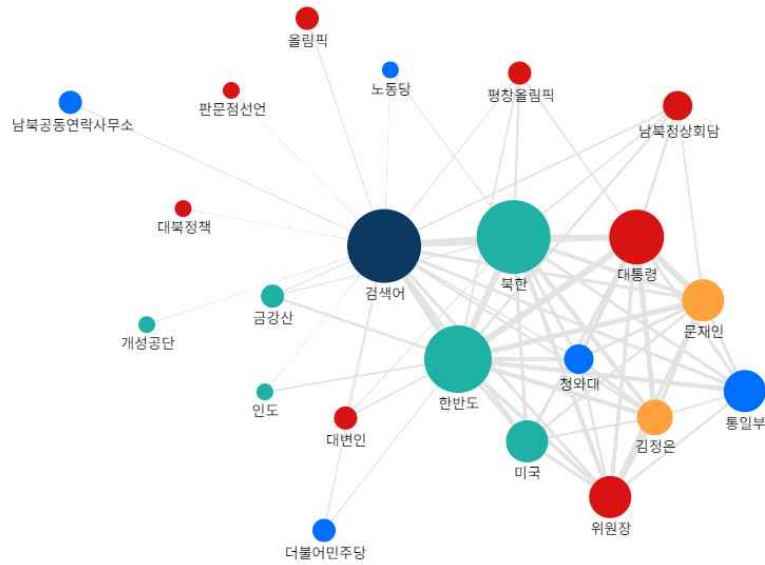 올림픽
노동당
평창올림픽
판문점선언
남북공동연락사무소
남북정상회담
대북정책
북한
대통령
검색어
금강산
문재인
개성공단
한반도
청와대
인도
대변인
통일부
김정은
미국
위원장
더불어민주당